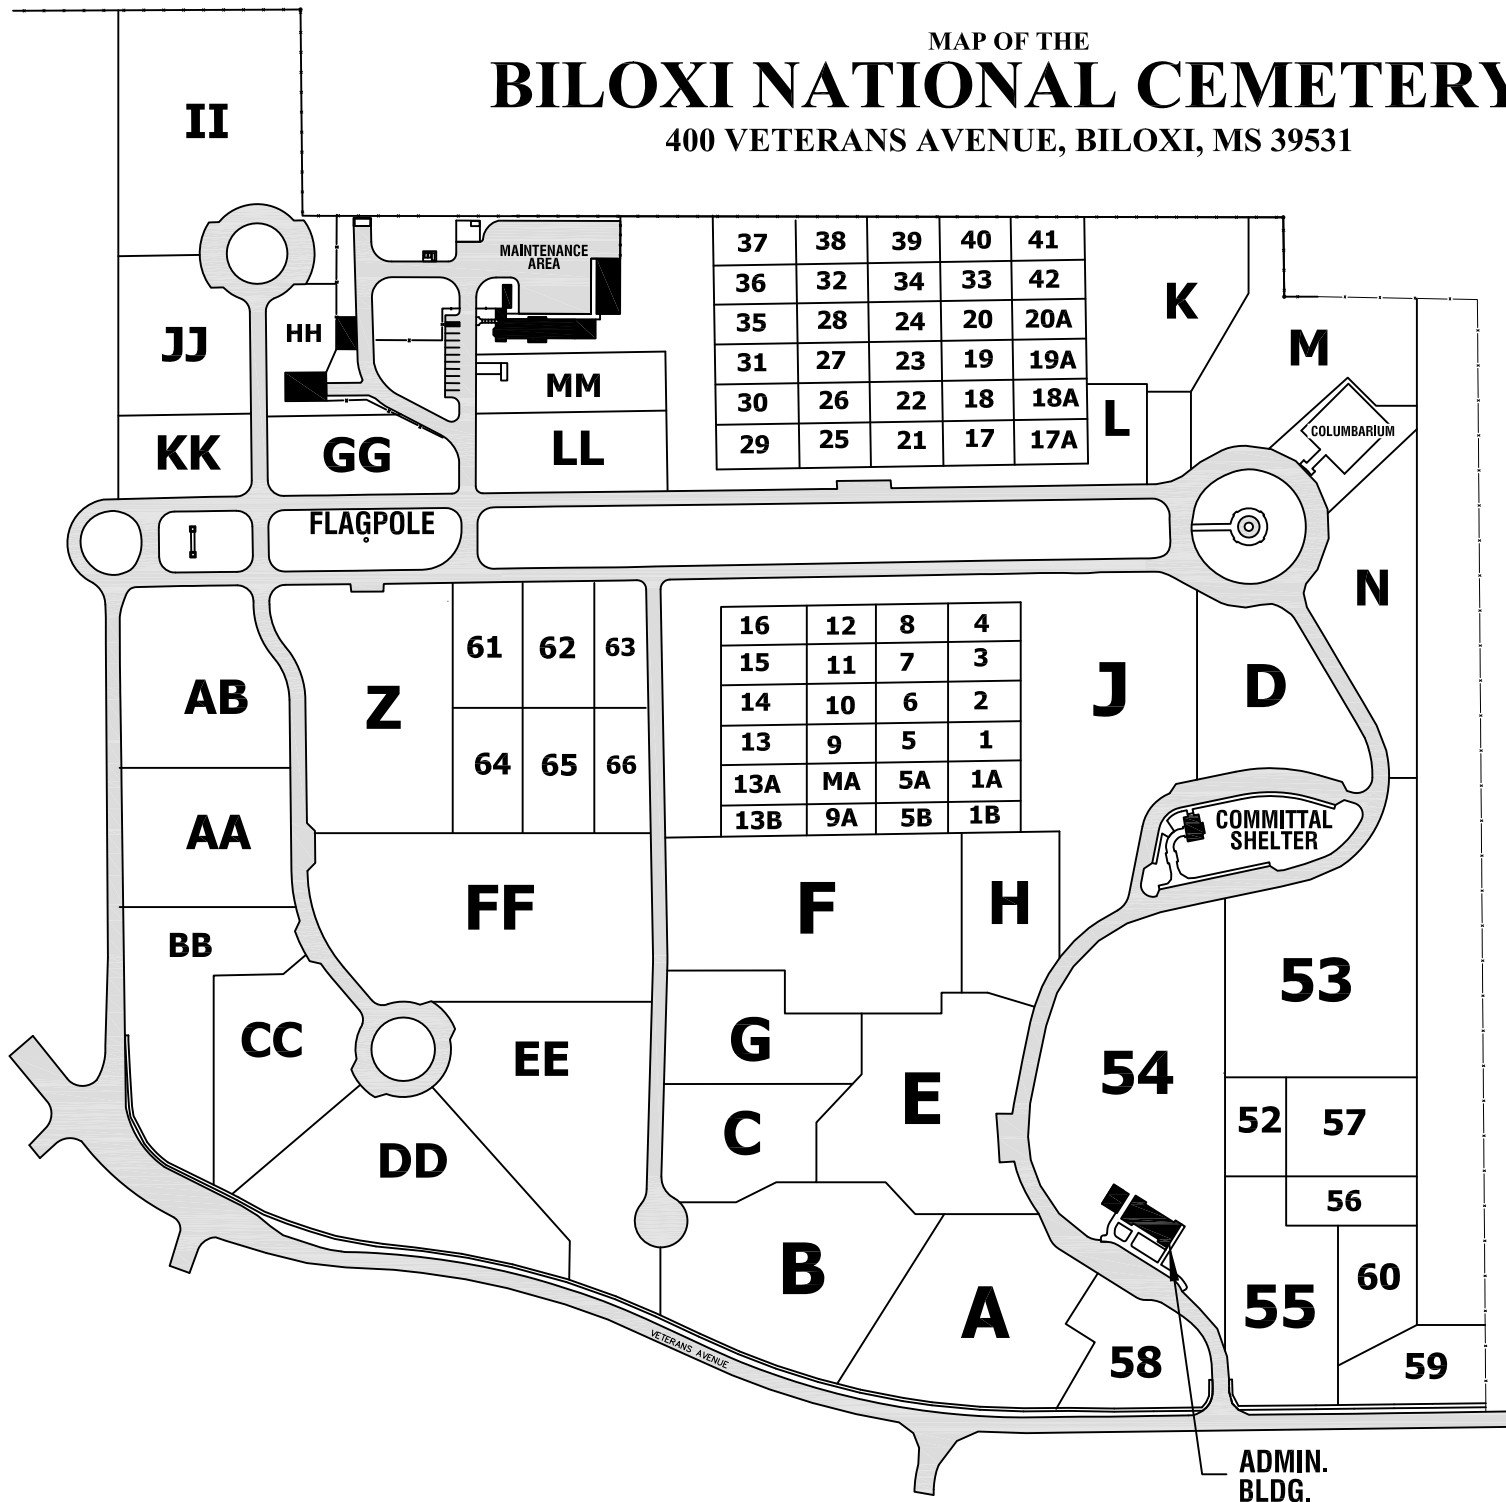 MAP OF THE
BILOXI NATIONAL CEMETERY
400 VETERANS AVENUE, BILOXI, MS 39531
II
MAINTENANCE
AREA
37 38 39 40 41
36 32 34 33 42
35 28 24 20 20A
31 27 23 19 19A
30 26 22 18 18A
29 25 21 17 17A
K
M
JJ
HH
MM
L
COLUMBARIUM
KK
GG
LL
FLAGPOLE
N
16 12 8 4
15 11 7 3
14 10 6 2
13 9 5 1
13A MA 5A 1A
13B 9A 5B 1B
61 62 63
64 65 66
AB
Z
J
D
AA
COMMITTAL
SHELTER
FF
F
H
BB
53
CC
EE
G
E
54
52
57
C
DD
56
B
A
55
60
58
59
VETERANS AVENUE
ADMIN.
BLDG.